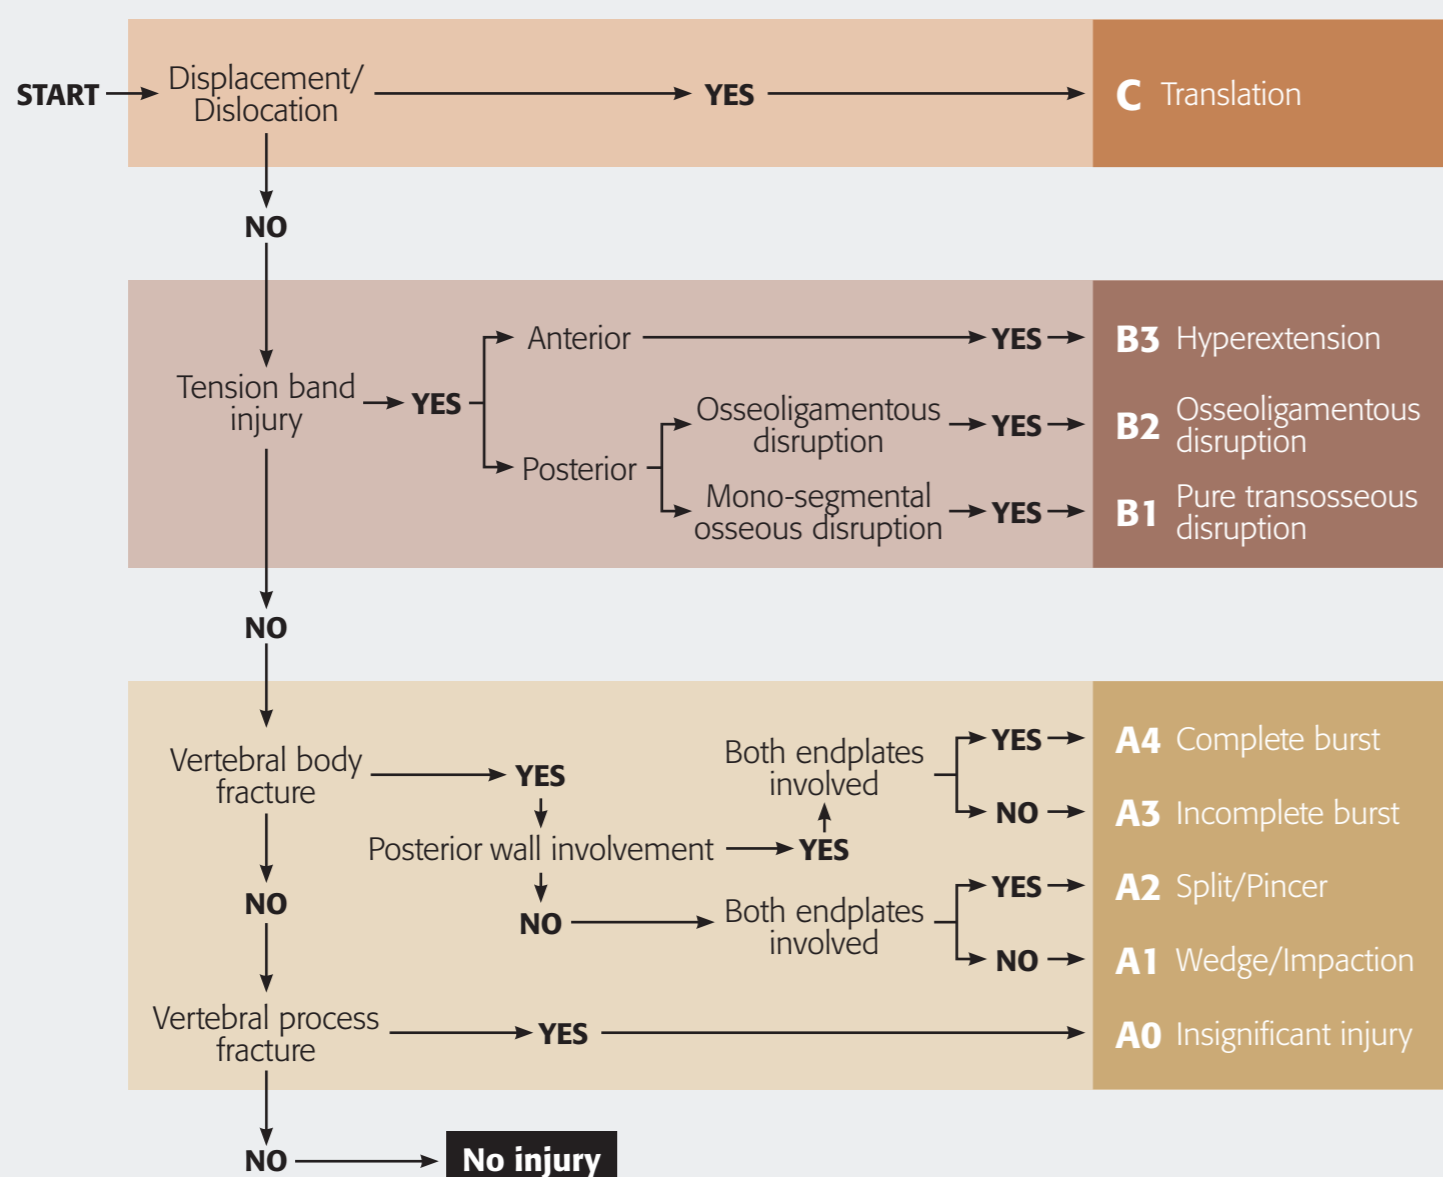 START
Displacement/
Dislocation
YES
C Translation
NO
Tension band
injury
YES
Anterior
YES
B3 Hyperextension
Posterior
Osseoligamentous
disruption
YES
B2 Osseoligamentous
disruption
Mono-segmental
osseous disruption
YES
B1 Pure transosseous
disruption
NO
Vertebral body
fracture
YES
Posterior wall involvement
YES
Both endplates
involved
YES
A4 Complete burst
NO
A3 Incomplete burst
NO
Both endplates
involved
YES
A2 Split/Pincer
NO
A1 Wedge/Impaction
NO
Vertebral process
fracture
YES
A0 Insignificant injury
NO
No injury